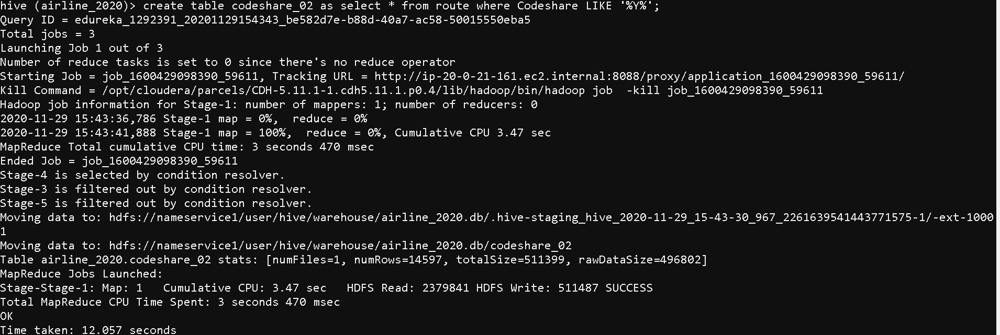 hive (airline_2020)> create table codeshare_02 as select * from route where Codeshare LIKE '%Y%';
Query ID = edureka_1292391_20201129154343_be582d7e-b88d-40a7-ac58-50015550eba5
Total jobs = 3
Launching Job 1 out of 3
Number of reduce tasks is set to 0 since there's no reduce operator
Starting Job = job_1600429098390_59611, Tracking URL = http://ip-20-0-21-161.ec2.internal:8088/proxy/application_1600429098390_59611/
Kill Command = /opt/cloudera/parcels/CDH-5.11.1-1.cdh5.11.1.p0.4/lib/hadoop/bin/hadoop job  -kill job_1600429098390_59611
Hadoop job information for Stage-1: number of mappers: 1; number of reducers: 0
2020-11-29 15:43:36,786 Stage-1 map = 0%,  reduce = 0%
2020-11-29 15:43:41,888 Stage-1 map = 100%,  reduce = 0%, Cumulative CPU 3.47 sec
MapReduce Total cumulative CPU time: 3 seconds 470 msec
Ended Job = job_1600429098390_59611
Stage-4 is selected by condition resolver.
Stage-3 is filtered out by condition resolver.
Stage-5 is filtered out by condition resolver.
Moving data to: hdfs://nameservice1/user/hive/warehouse/airline_2020.db/.hive-staging_hive_2020-11-29_15-43-30_967_2261639541443771575-1/-ext-1000
1
Moving data to: hdfs://nameservice1/user/hive/warehouse/airline_2020.db/codeshare_02
Table airline_2020.codeshare_02 stats: [numFiles=1, numRows=14597, totalSize=511399, rawDataSize=496802]
MapReduce Jobs Launched:
Stage-Stage-1: Map: 1   Cumulative CPU: 3.47 sec   HDFS Read: 2379841 HDFS Write: 511487 SUCCESS
Total MapReduce CPU Time Spent: 3 seconds 470 msec
OK
Time taken: 12.057 seconds